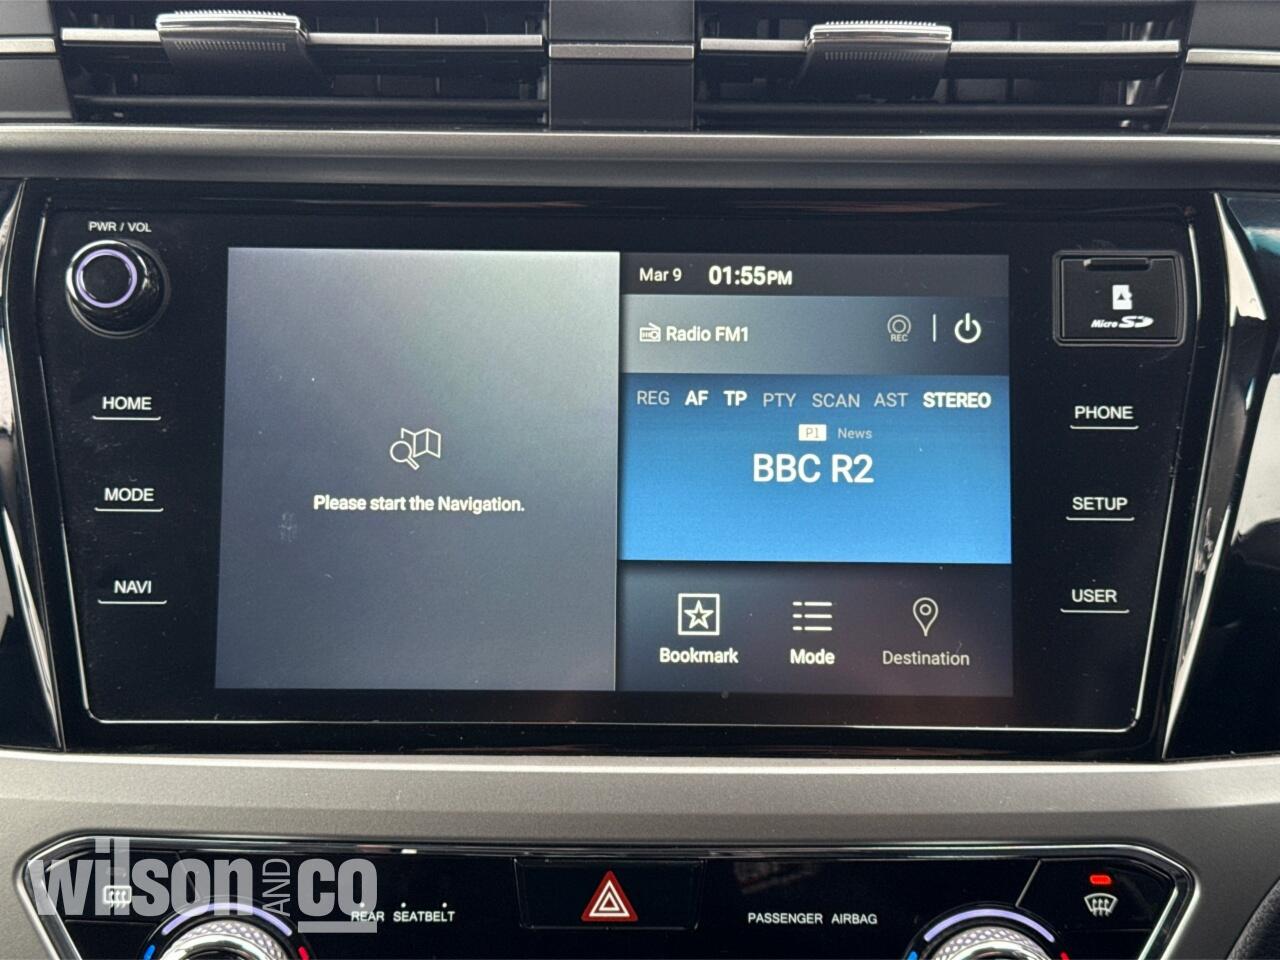 PWR / VOL
HOME
MODE
NAVI
Please start the Navigation.
Mar 9 01:55PM
Radio FM1
REC
REG AF TP PTY SCAN AST STEREO
P1 News
BBC R2
Bookmark
Mode
Destination
Micro SD
PHONE
SETUP
USER
wilson AND co
REAR SEATBELT
PASSENGER AIRBAG